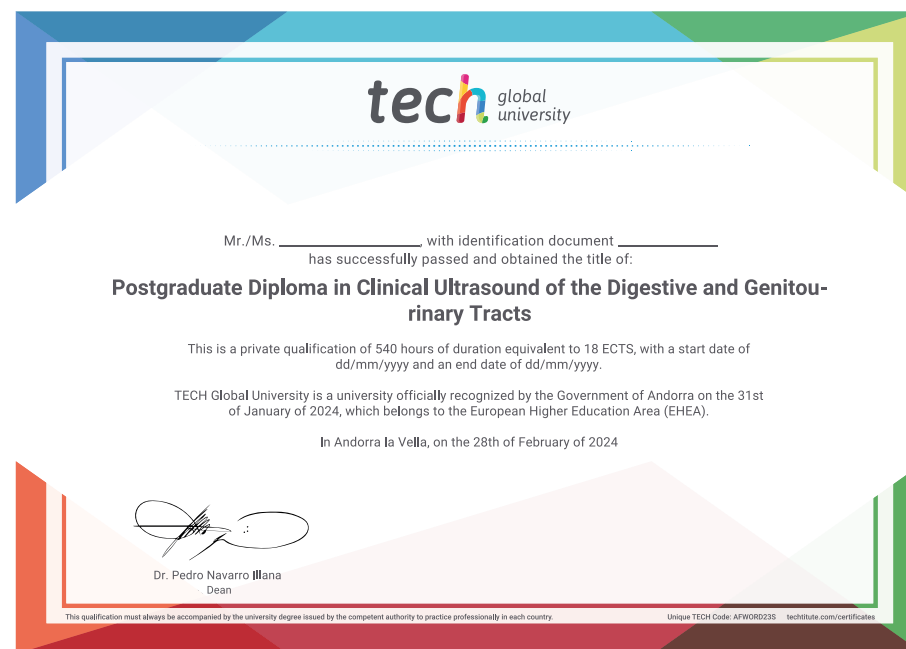 tech global
university
Mr./Ms. ____________, with identification document ____________
has successfully passed and obtained the title of:
Postgraduate Diploma in Clinical Ultrasound of the Digestive and Genitou-
rinary Tracts
This is a private qualification of 540 hours of duration equivalent to 18 ECTS, with a start date of
dd/mm/yyyy and an end date of dd/mm/yyyy.
TECH Global University is a university officially recognized by the Government of Andorra on the 31st
of January of 2024, which belongs to the European Higher Education Area (EHEA).
In Andorra la Vella, on the 28th of February of 2024
Dr. Pedro Navarro Illana
Dean
This qualification must always be accompanied by the university degree issued by the competent authority to practice professionally in each country.
Unique TECH Code: AFWORD23S techtitute.com/certificates